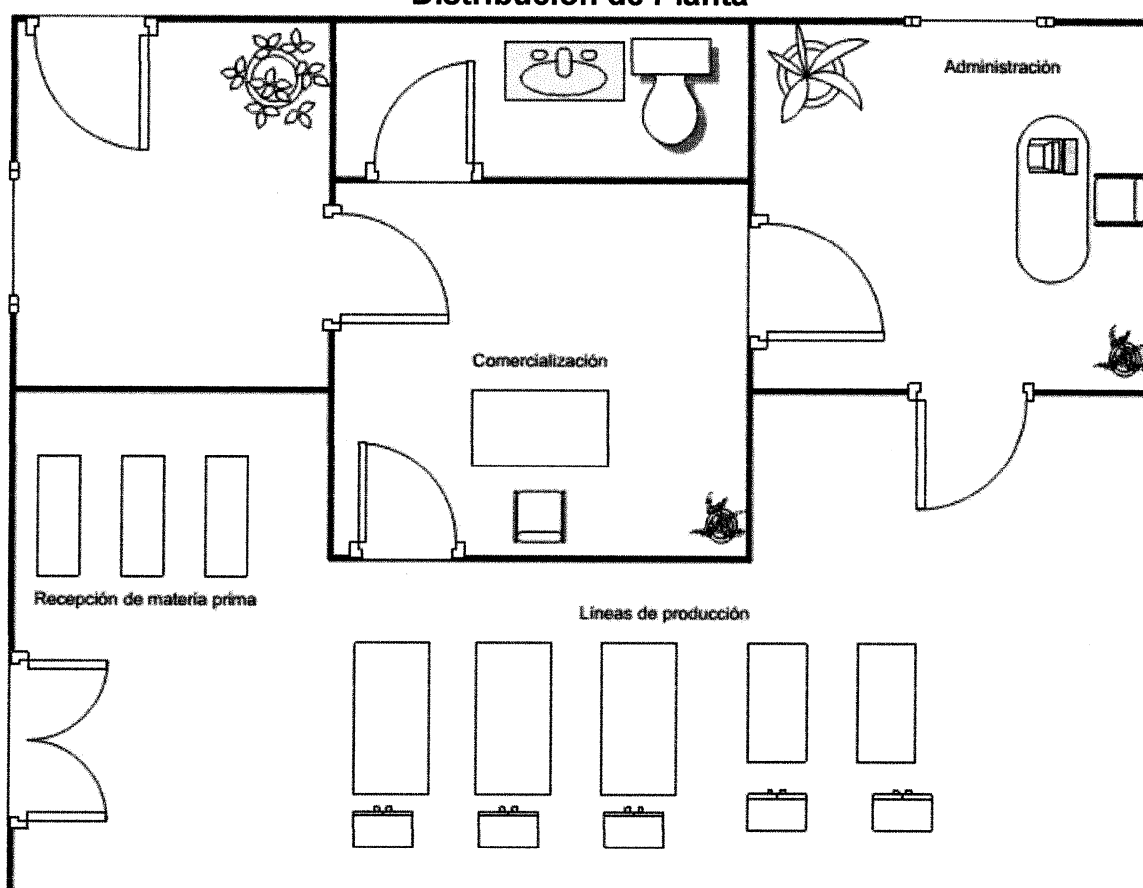 Distribución de Planta
Administración
Comercialización
Recepción de materia prima
Líneas de producción